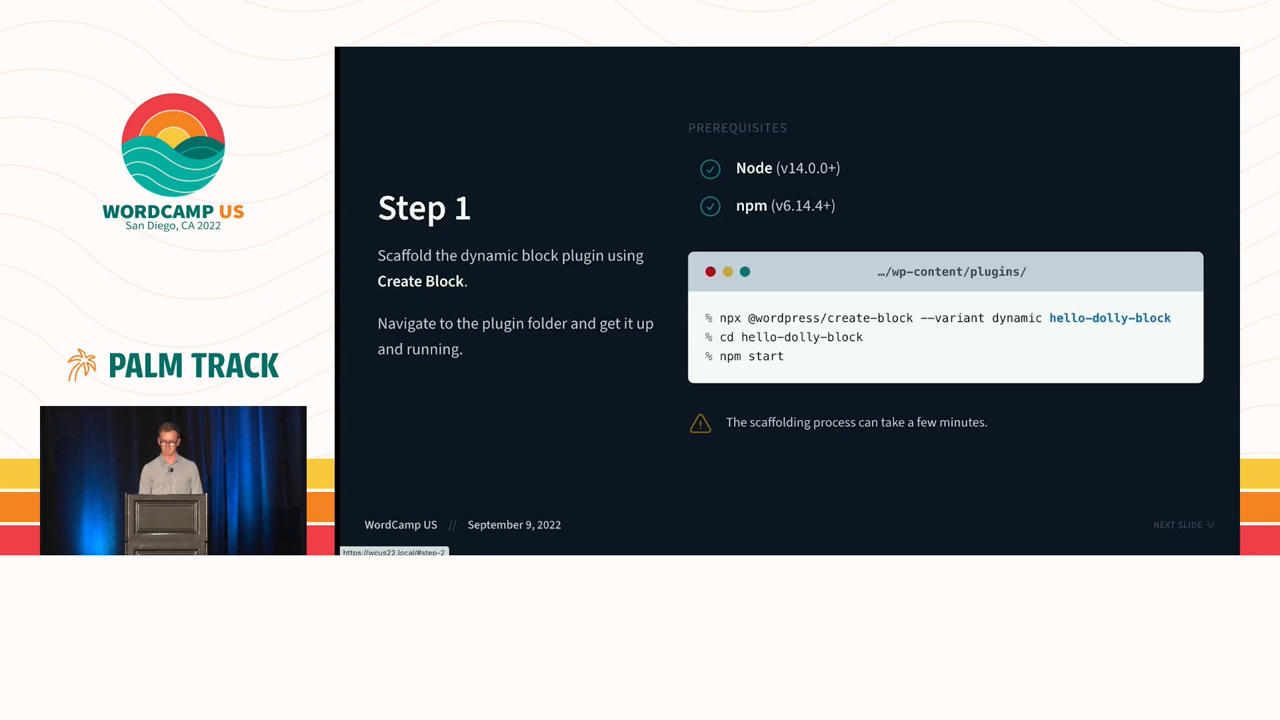 WORDCAMP US
San Diego, CA 2022
PALM TRACK
Step 1
Scaffold the dynamic block plugin using
Create Block.
Navigate to the plugin folder and get it up
and running.
PREREQUISITES
Node (v14.0.0+)
npm (v6.14.4+)
…/wp-content/plugins/
% npx @wordpress/create-block --variant dynamic hello-dolly-block
% cd hello-dolly-block
% npm start
The scaffolding process can take a few minutes.
WordCamp US // September 9, 2022
NEXT SLIDE
https://wcus22.local/#step-2